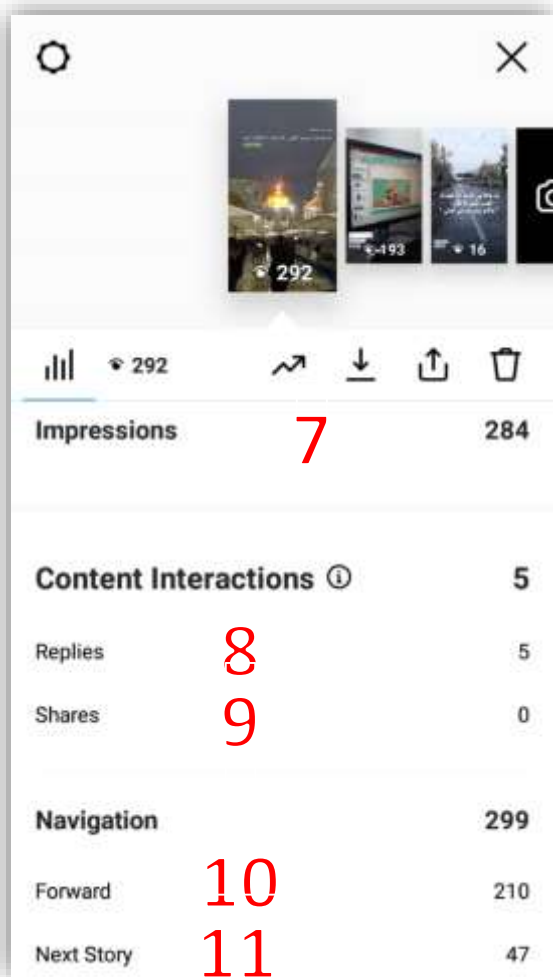 292
193
16
292
Impressions 7 284
Content Interactions 5
Replies 8 5
Shares 9 0
Navigation 299
Forward 10 210
Next Story 11 47